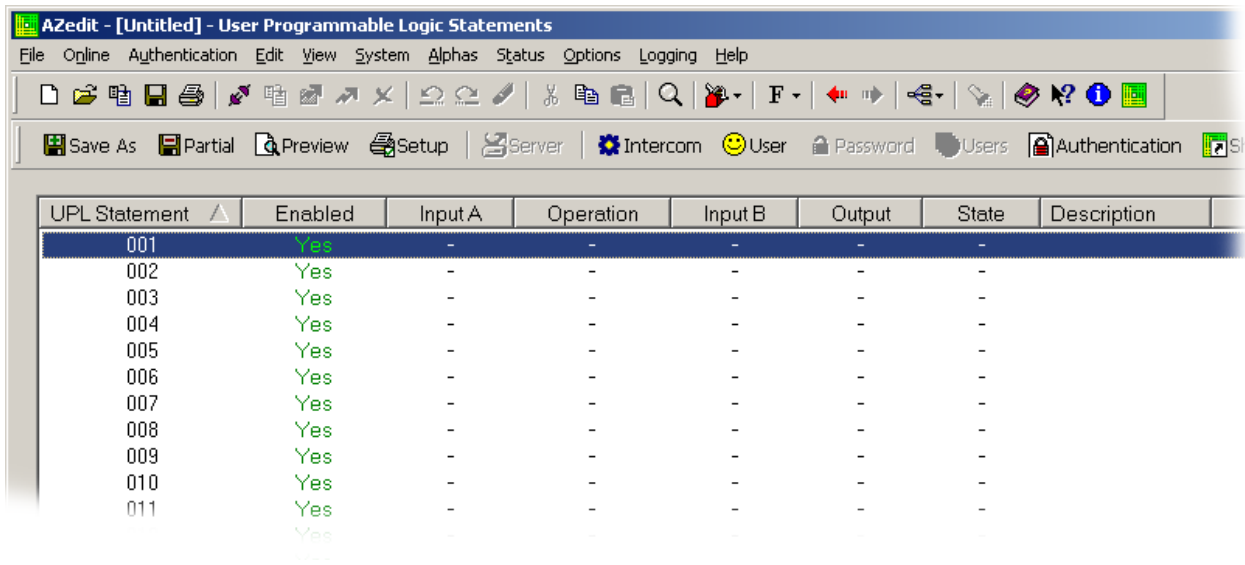 AZedit - [Untitled] - User Programmable Logic Statements
File Online Authentication Edit View System Alphas Status Options Logging Help
F
Save As Partial Preview Setup Server Intercom User Password Users Authentication
UPL Statement Enabled Input A Operation Input B Output State Description
001 Yes - - - - -
002 Yes - - - - -
003 Yes - - - - -
004 Yes - - - - -
005 Yes - - - - -
006 Yes - - - - -
007 Yes - - - - -
008 Yes - - - - -
009 Yes - - - - -
010 Yes - - - - -
011 Yes - - - - -
Yes - - - - -